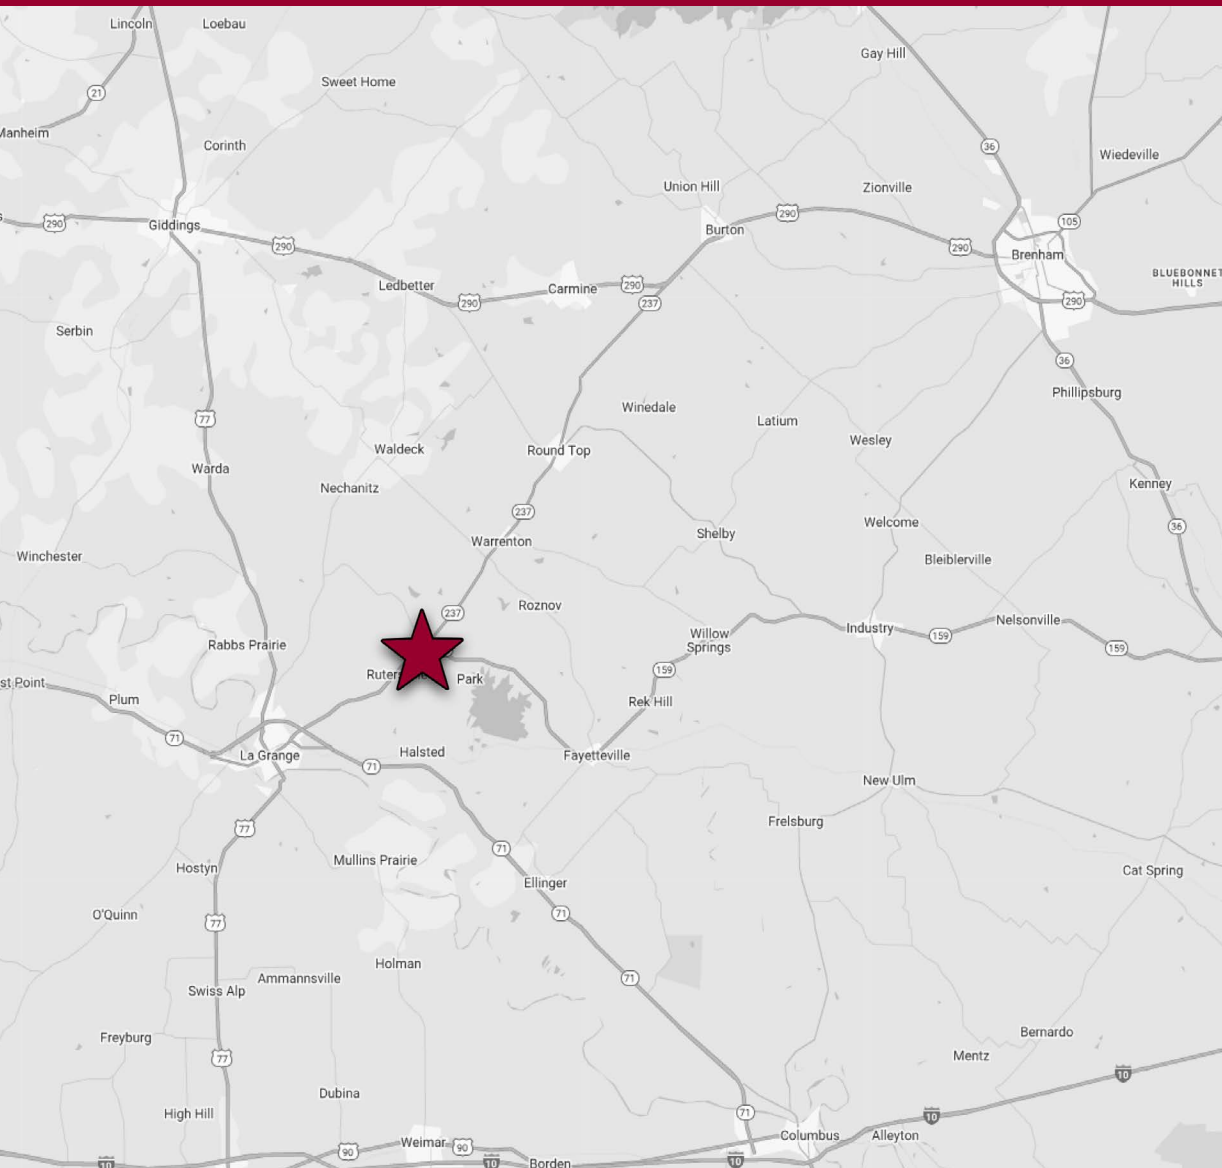 Lincoln
Loebau
Gay Hill
Sweet Home
21
Manheim
Corinth
36
Wiedeville
Union Hill
Zionville
290
Giddings
290
Burton
290
290
105
Brenham
BLUEBONNET
HILLS
Ledbetter
290
Carmine
290
237
290
Serbin
36
Phillipsburg
77
Winedale
Latium
Wesley
Waldeck
Round Top
Warda
Nechanitz
Kenney
237
Welcome
36
Winchester
Warrenton
Shelby
Bleiblerville
Roznov
237
Rabbs Prairie
Willow
Springs
Industry
159
Nelsonville
159
st Point
Plum
Park
159
Rek Hill
71
La Grange
71
Halsted
Fayetteville
New Ulm
77
Frelsburg
Hostyn
Mullins Prairie
71
Ellinger
Cat Spring
O'Quinn
77
71
Holman
Ammannsville
Swiss Alp
71
Freyburg
77
Bernardo
Mentz
10
Dubina
High Hill
71
10
Columbus
Alleyton
10
90
Weimar
90
10
Borden
10